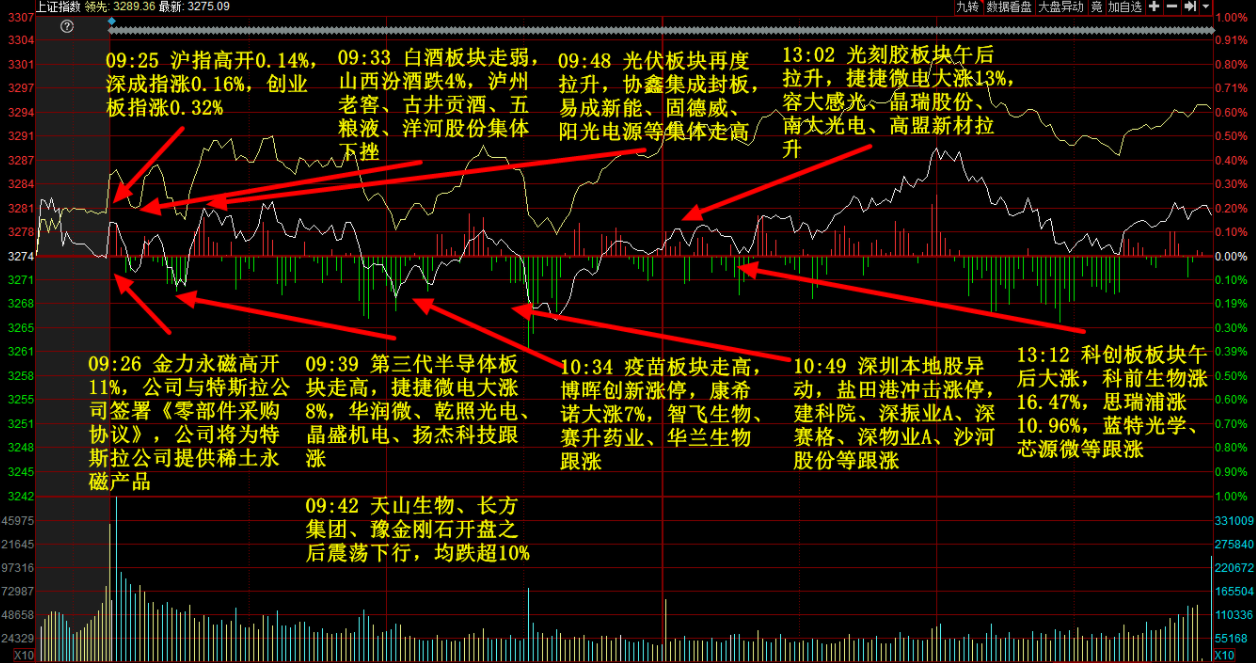 上证指数 领先: 3289.36 最新: 3275.09
九转 数据看盘 大盘异动 竞 加自选
3307
3304
3301
3297
3294
3291
3287
3284
3281
3278
3274
3271
3268
3265
3261
3258
3255
3251
3248
3245
3242
45975
21645
97316
72987
48658
24329
X10
09:25 沪指高开0.14%,
深成指涨0.16%, 创业
板指涨0.32%
09:33 白酒板块走弱,
山西汾酒跌4%, 泸州
老窖、古井贡酒、五
粮液、洋河股份集体
下挫
09:48 光伏板块再度
拉升, 协鑫集成封板,
易成新能、固德威、
阳光电源等集体走高
13:02 光刻胶板块午后
拉升, 捷捷微电大涨13%,
容大感光、晶瑞股份、
南大光电、高盟新材拉
升
09:26 金力永磁高开
11%, 公司与特斯拉公
司签署《零部件采购
协议》, 公司将为特
斯拉公司提供稀土永
磁产品
09:39 第三代半导体板
块走高, 捷捷微电大涨
8%, 华润微、乾照光电、
晶盛机电、扬杰科技跟
涨
09:42 天山生物、长方
集团、豫金刚石开盘之
后震荡下行, 均跌超10%
10:34 疫苗板块走高,
博晖创新涨停, 康希
诺大涨7%, 智飞生物、
赛升药业、华兰生物
跟涨
10:49 深圳本地股异
动, 盐田港冲击涨停,
建科院、深振业A、深
赛格、深物业A、沙河
股份等跟涨
13:12 科创板板块午
后大涨, 科前生物涨
16.47%, 思瑞浦涨
10.96%, 蓝特光学、
芯源微等跟涨
1.00%
0.91%
0.80%
0.71%
0.60%
0.50%
0.40%
0.30%
0.20%
0.10%
0.00%
0.10%
0.19%
0.30%
0.39%
0.50%
0.60%
0.70%
0.80%
0.90%
1.00%
331009
275840
220672
165504
110336
55168
X10